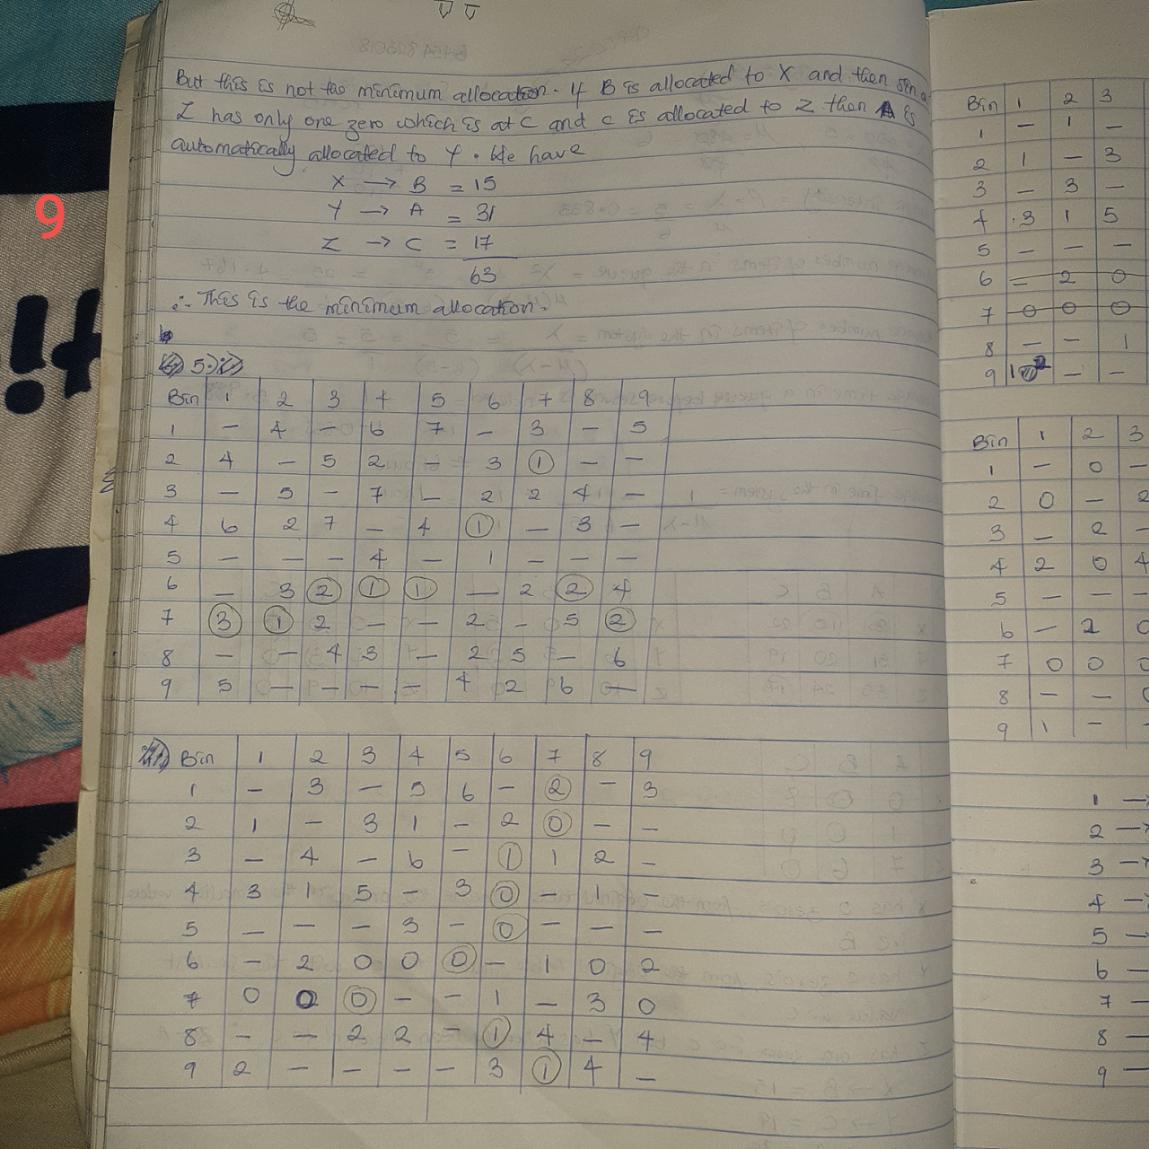 But this is not the minimum allocation. If B is allocated to X and then
Z has only one zero which is at C and C is allocated to Z then A is
automatically allocated to Y. We have
X → B = 15
Y → A = 31
Z → C = 17
63
∴ This is the minimum allocation.
9
Bin 1 2 3 4 5 6 7 8 9
1 – 4 – 6 7 – 3 – 5
2 4 – 5 2 – 3 1 – –
3 – 5 – 7 – 2 2 4 –
4 6 2 7 – 4 1 – 3 –
5 – – – 4 – 1 – – –
6 – 3 2 1 1 – 2 2 4
7 3 1 2 – – 2 – 5 2
8 – – 4 3 – 2 5 – 6
9 5 – – – – 4 2 6 –
Bin 1 2 3 4 5 6 7 8 9
1 – 3 – 5 6 – 2 – 3
2 1 – 3 1 – 2 0 – –
3 – 4 – 6 – 1 1 2 –
4 3 1 5 – 3 0 – 1 –
5 – – – 3 – 0 – – –
6 – 2 0 0 0 – 1 0 2
7 0 0 0 – – 1 – 3 0
8 – – 2 2 – 1 4 – 4
9 2 – – – – 3 1 4 –
Bin 1 2 3
1 – 1 –
2 1 – 3
3 – 3 –
4 3 1 5
5 – – –
6 – 2 0
7 0 0 0
8 – – 1
9 1 – –
Bin 1 2 3
1 – 0 –
2 0 – 2
3 – 2 –
4 2 0 4
5 – – –
6 – 2 0
7 0 0 0
8 – – 0
9 1 – –
1 →
2 →
3 →
4 →
5 –
6 –
7 –
8 –
9 –